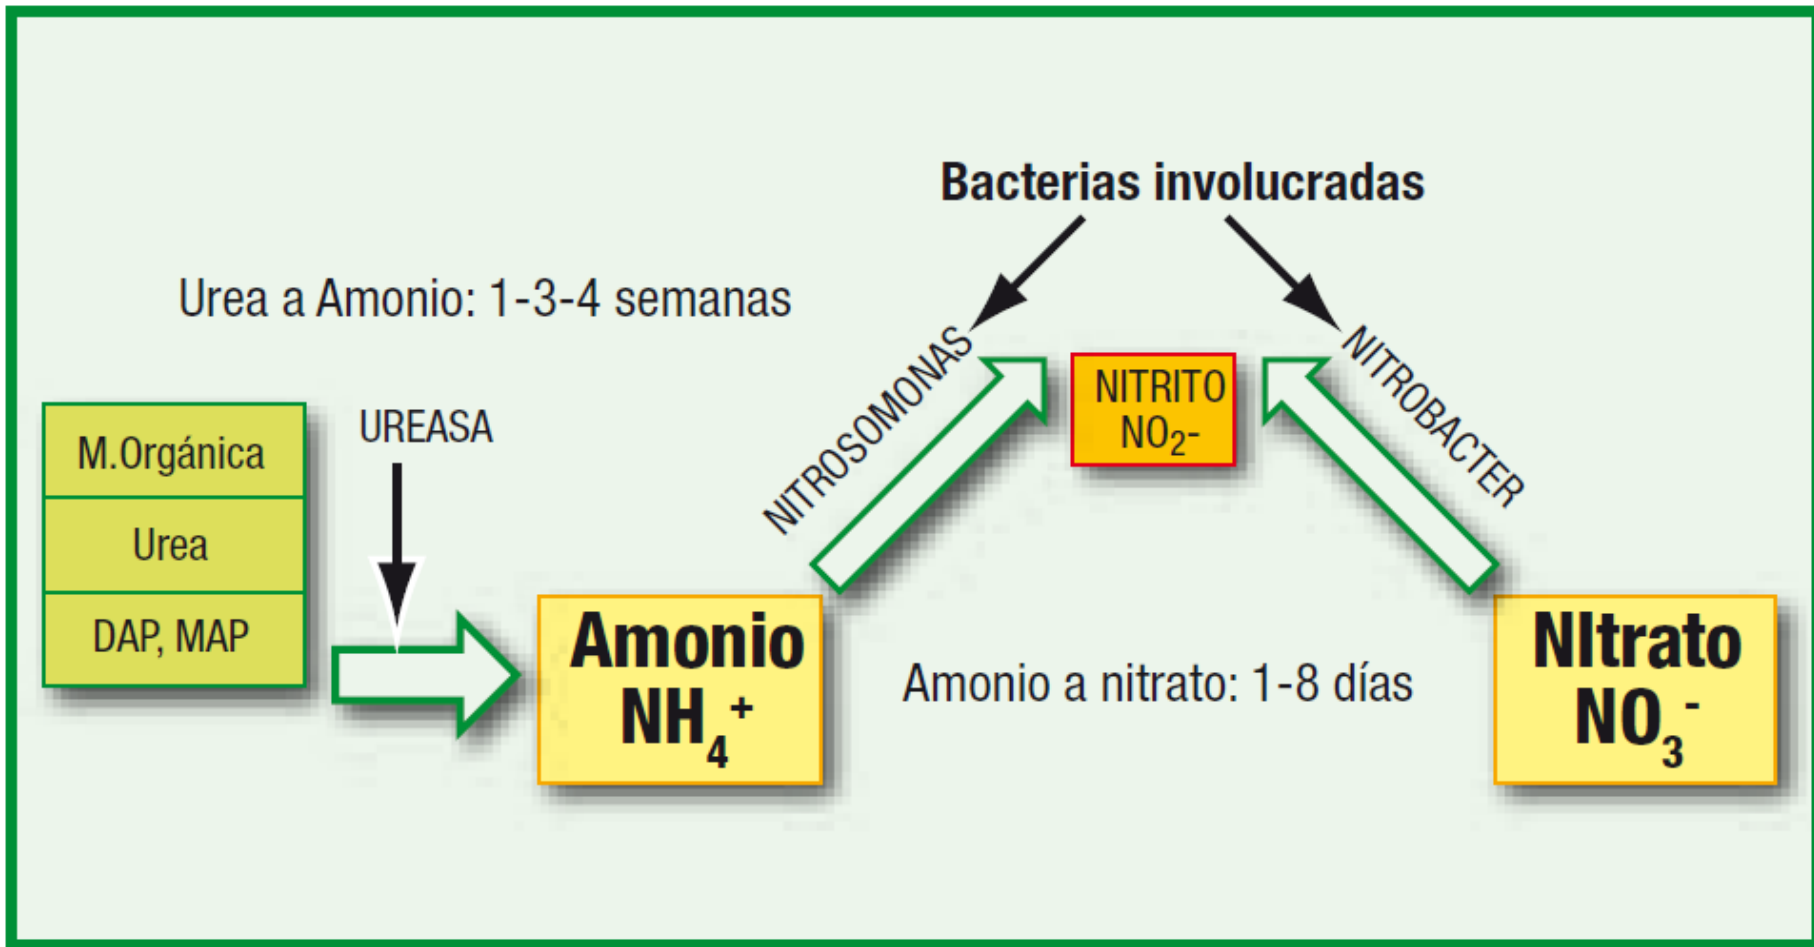 Bacterias involucradas
Urea a Amonio: 1-3-4 semanas
M.Orgánica
Urea
DAP, MAP
UREASA
Amonio
NH₄⁺
NITROSOMONAS
NITRITO
NO₂-
NITROBACTER
Amonio a nitrato: 1-8 días
NItrato
NO₃⁻